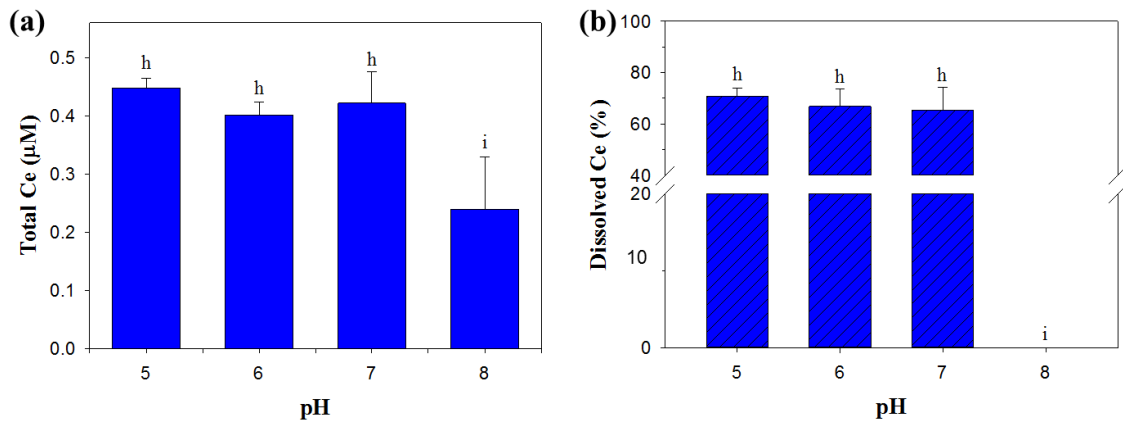 (a)
Total Ce (µM)
0.5
0.4
0.3
0.2
0.1
0.0
h
h
h
i
5 6 7 8
pH
(b)
Dissolved Ce (%)
100
80
60
40
20
10
0
h
h
h
i
5 6 7 8
pH